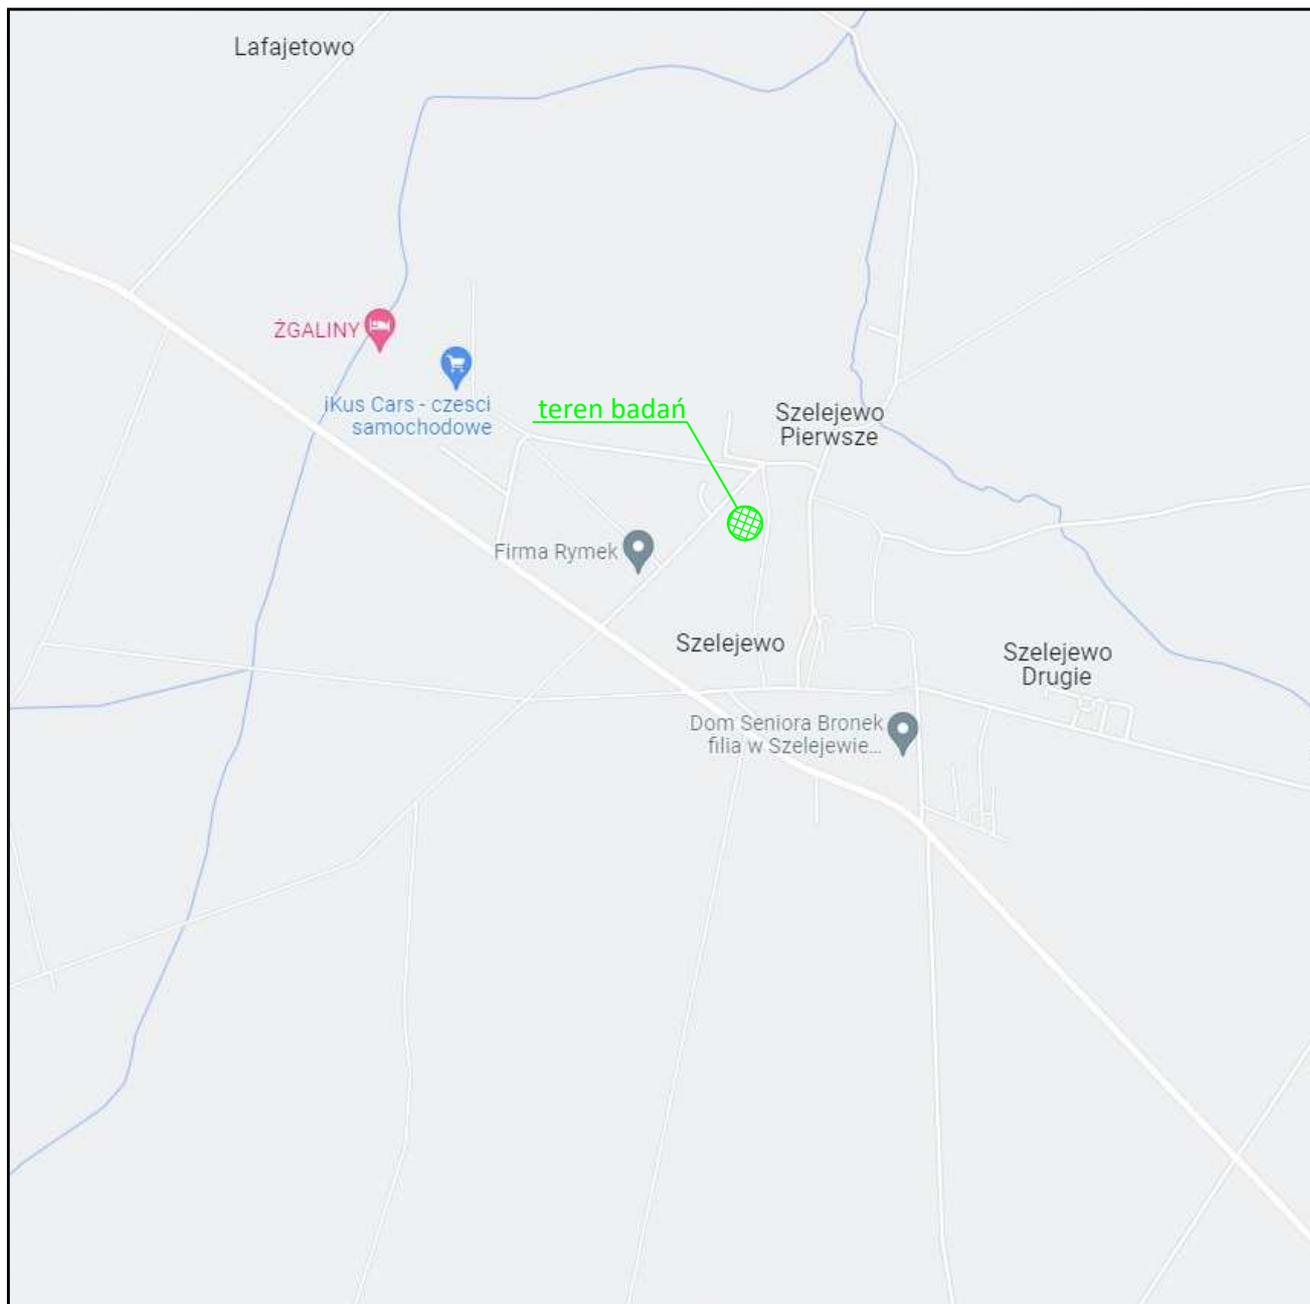 Lafajetowo
ŻGALINY
iKus Cars - czesci
samochodowe
teren badań
Szelejewo
Pierwsze
Firma Rymek
Szelejewo
Szelejewo
Drugie
Dom Seniora Bronek
filia w Szelejewie...